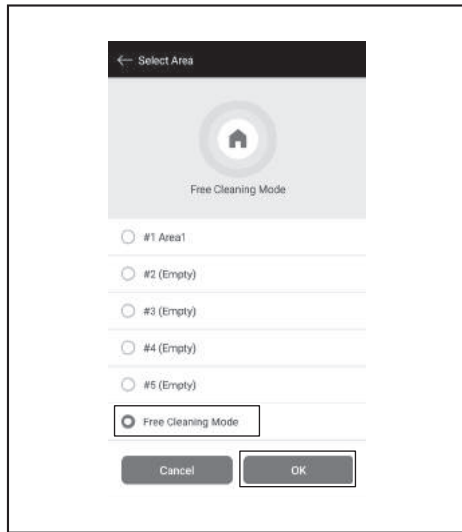 ← Select Area
Free Cleaning Mode
#1 Area1
#2 (Empty)
#3 (Empty)
#4 (Empty)
#5 (Empty)
Free Cleaning Mode
Cancel OK